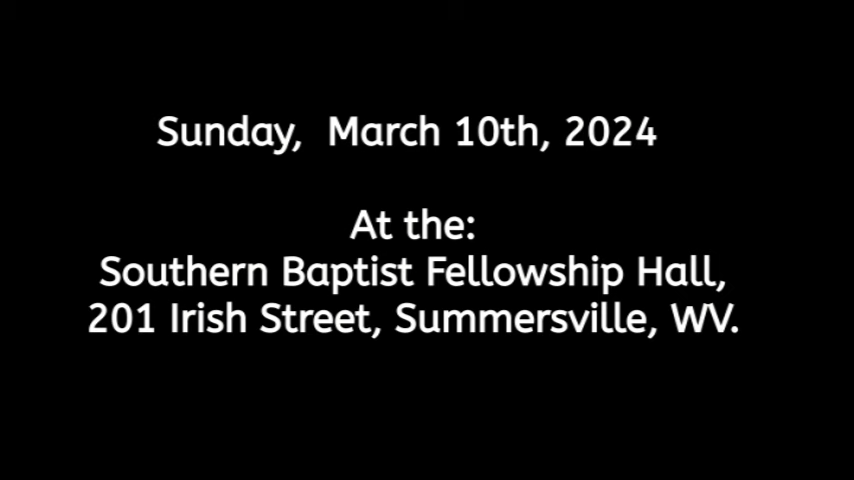 Sunday,  March 10th, 2024
At the:
Southern Baptist Fellowship Hall,
201 Irish Street, Summersville, WV.